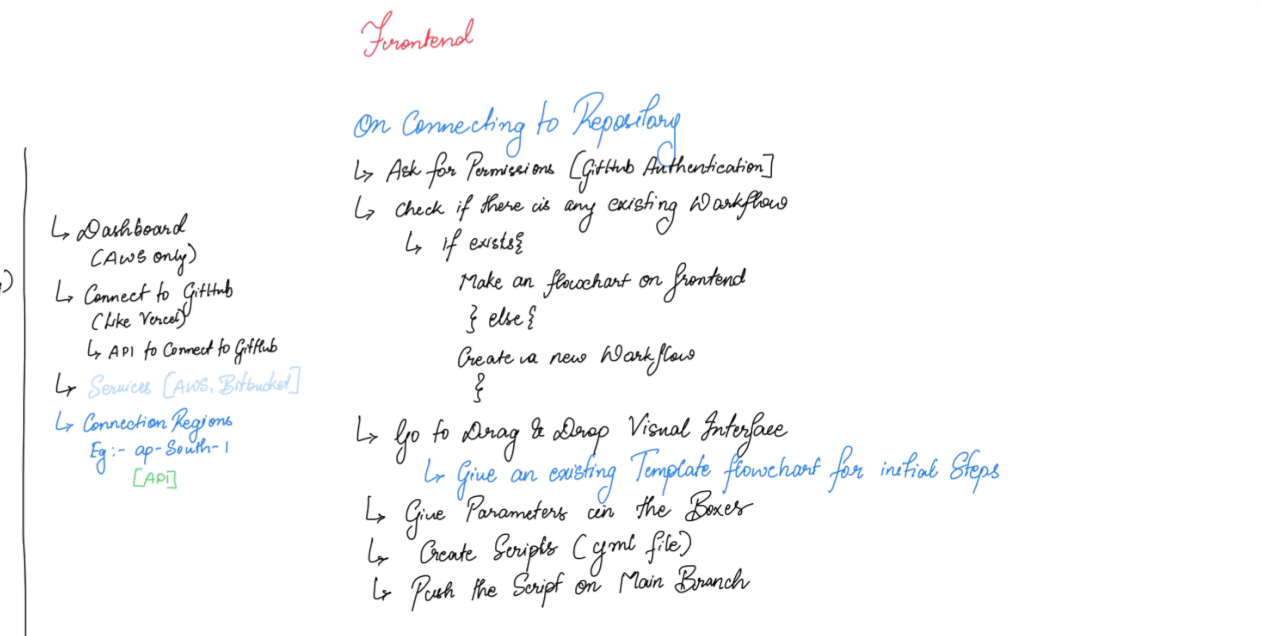 Frontend
)
↳ Dashboard
(AWS only)
↳ Connect to GitHub
(Like Vercel)
↳ API to Connect to GitHub
↳ Services [AWS, Bitbucket]
↳ Connection Regions
Eg:- ap-South-1
[API]
On Connecting to Repository
↳ Ask for Permissions [GitHub Authentication]
↳ check if there is any existing Workflow
↳ if exists{
Make an flowchart on frontend
} else {
Create a new Workflow
}
↳ Go to Drag & Drop Visual Interface
↳ Give an existing Template flowchart for initial Steps
↳ Give Parameters in the Boxes
↳ Create Scripts (yml file)
↳ Push the Script on Main Branch